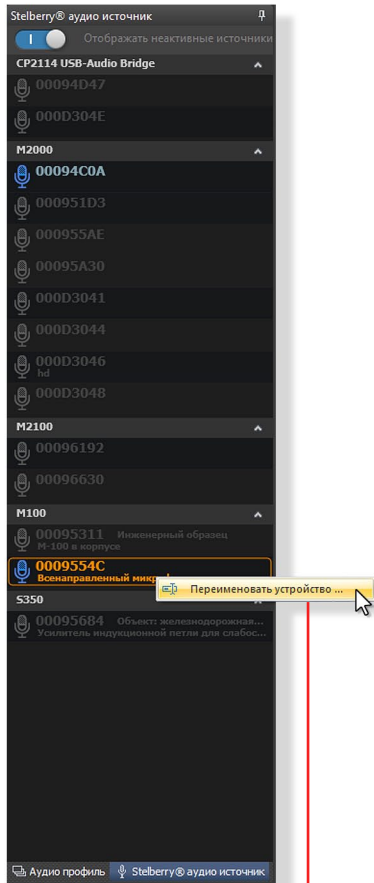 Stelberry® аудио источник
Отображать неактивные источники
CP2114 USB-Audio Bridge
00094D47
000D304E
M2000
00094C0A
000951D3
000955AE
00095A30
000D3041
000D3044
000D3046
hd
000D3048
M2100
00096192
00096630
M100
00095311 Инженерный образец
М-100 в корпусе
0009554C
Всенаправленный микр
Переименовать устройство ...
S350
00095684 Объект: железнодорожная...
Усилитель индукционной петли для слабос...
Аудио профиль Stelberry® аудио источник